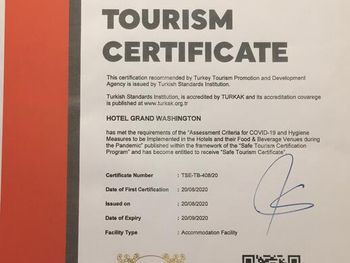 TOURISM
CERTIFICATE
This certification recommended by Turkey Tourism Promotion and Development
Agency is issued by Turkish Standards Institution.
Turkish Standards Institution, is accredited by TURKAK and its accreditation coverege
is published at www.turkak.org.tr
HOTEL GRAND WASHINGTON
has met the requirements of the "Assessment Criteria for COVID-19 and Hygiene
Measures to be Implemented in the Hotels and their Food & Beverage Venues during
the Pandemic" published within the framework of the "Safe Tourism Certification
Program" and has become entitled to receive "Safe Tourism Certificate".
Certificate Number : TSE-TB-408/20
Date of First Certification : 20/08/2020
Issued on : 20/08/2020
Date of Expiry : 20/09/2020
Facility Type : Accommodation Facility